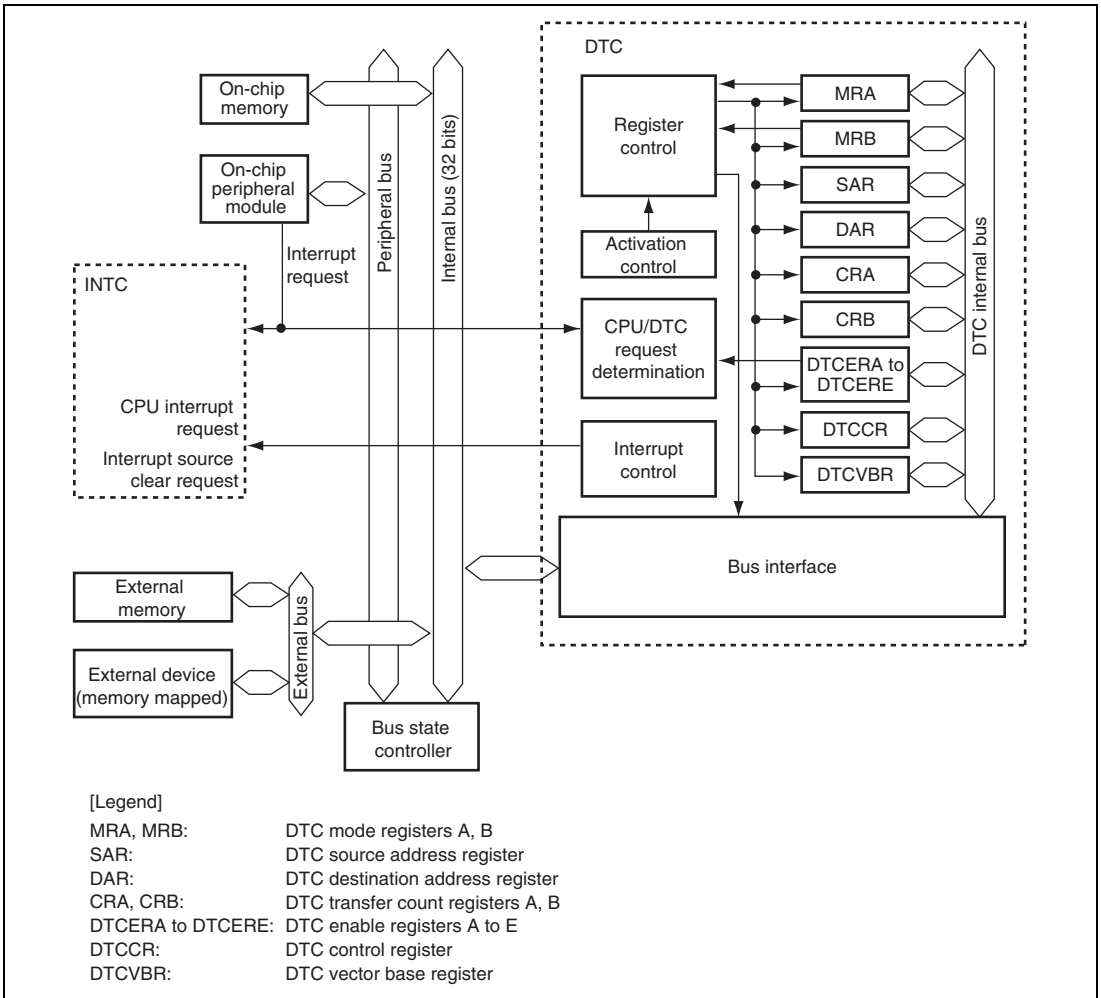 DTC
On-chip
memory
On-chip
peripheral
module
Peripheral bus
Internal bus (32 bits)
Interrupt
request
INTC
CPU interrupt
request
Interrupt source
clear request
Register
control
Activation
control
CPU/DTC
request
determination
Interrupt
control
MRA
MRB
SAR
DAR
CRA
CRB
DTCERA to
DTCERE
DTCCR
DTCVBR
DTC internal bus
Bus interface
External
memory
External device
(memory mapped)
External bus
Bus state
controller
[Legend]
MRA, MRB: DTC mode registers A, B
SAR: DTC source address register
DAR: DTC destination address register
CRA, CRB: DTC transfer count registers A, B
DTCERA to DTCERE: DTC enable registers A to E
DTCCR: DTC control register
DTCVBR: DTC vector base register